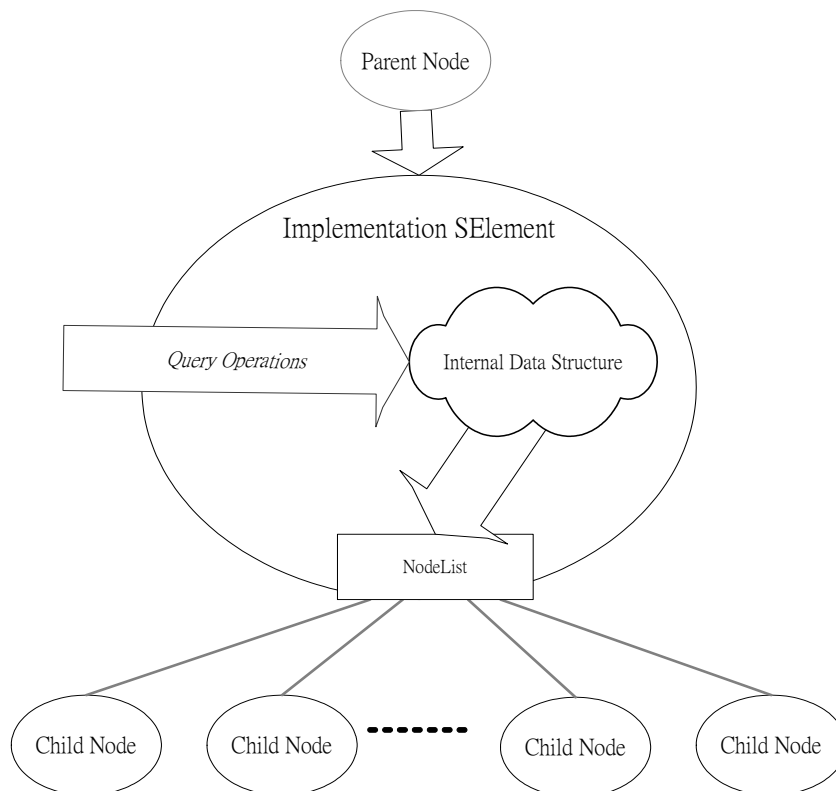 Parent Node
Implementation SElement
Query Operations
Internal Data Structure
NodeList
Child Node
Child Node
Child Node
Child Node